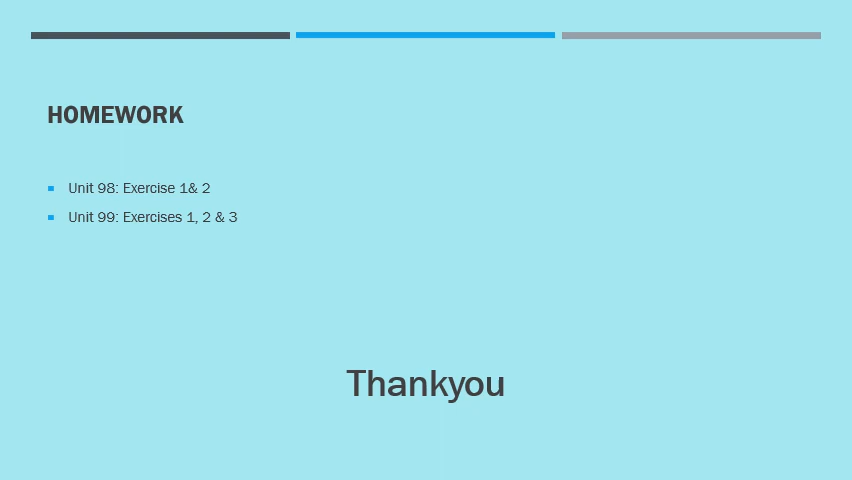 HOMEWORK
Unit 98: Exercise 1& 2
Unit 99: Exercises 1, 2 & 3
Thankyou